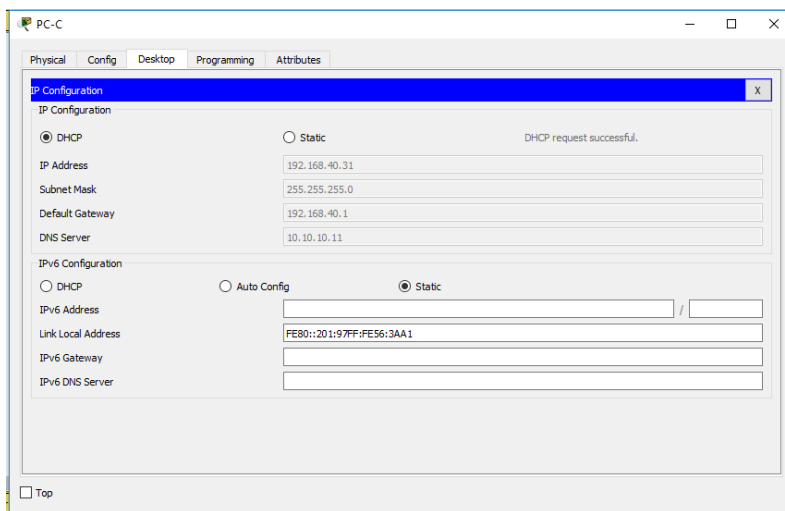 PC-C
Physical Config Desktop Programming Attributes
IP Configuration X
IP Configuration
DHCP Static DHCP request successful.
IP Address 192.168.40.31
Subnet Mask 255.255.255.0
Default Gateway 192.168.40.1
DNS Server 10.10.10.11
IPv6 Configuration
DHCP Auto Config Static
IPv6 Address /
Link Local Address FE80::201:97FF:FE56:3AA1
IPv6 Gateway
IPv6 DNS Server
Top